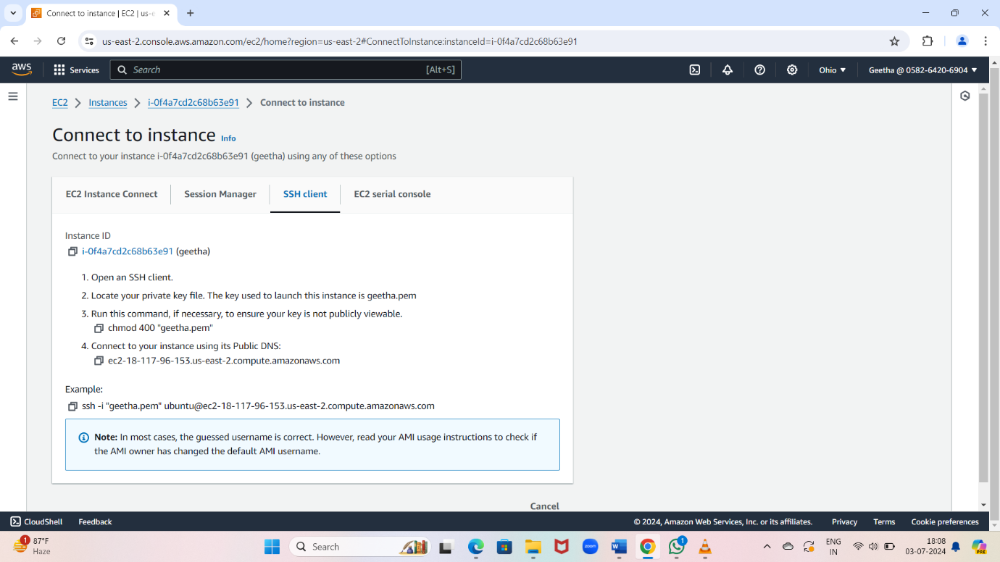 Connect to instance | EC2 | us-e
us-east-2.console.aws.amazon.com/ec2/home?region=us-east-2#ConnectToInstance:instanceId=i-0f4a7cd2c68b63e91
aws
Services
Search
[Alt+S]
Ohio
Geetha @ 0582-6420-6904
EC2 > Instances > i-0f4a7cd2c68b63e91 > Connect to instance
Connect to instance Info
Connect to your instance i-0f4a7cd2c68b63e91 (geetha) using any of these options
EC2 Instance Connect
Session Manager
SSH client
EC2 serial console
Instance ID
i-0f4a7cd2c68b63e91 (geetha)
1. Open an SSH client.
2. Locate your private key file. The key used to launch this instance is geetha.pem
3. Run this command, if necessary, to ensure your key is not publicly viewable.
chmod 400 "geetha.pem"
4. Connect to your instance using its Public DNS:
ec2-18-117-96-153.us-east-2.compute.amazonaws.com
Example:
ssh -i "geetha.pem" ubuntu@ec2-18-117-96-153.us-east-2.compute.amazonaws.com
Note: In most cases, the guessed username is correct. However, read your AMI usage instructions to check if
the AMI owner has changed the default AMI username.
Cancel
CloudShell
Feedback
© 2024, Amazon Web Services, Inc. or its affiliates.
Privacy
Terms
Cookie preferences
1
87°F
Haze
Search
zoom
W
1
ENG
IN
18:08
03-07-2024
PRE